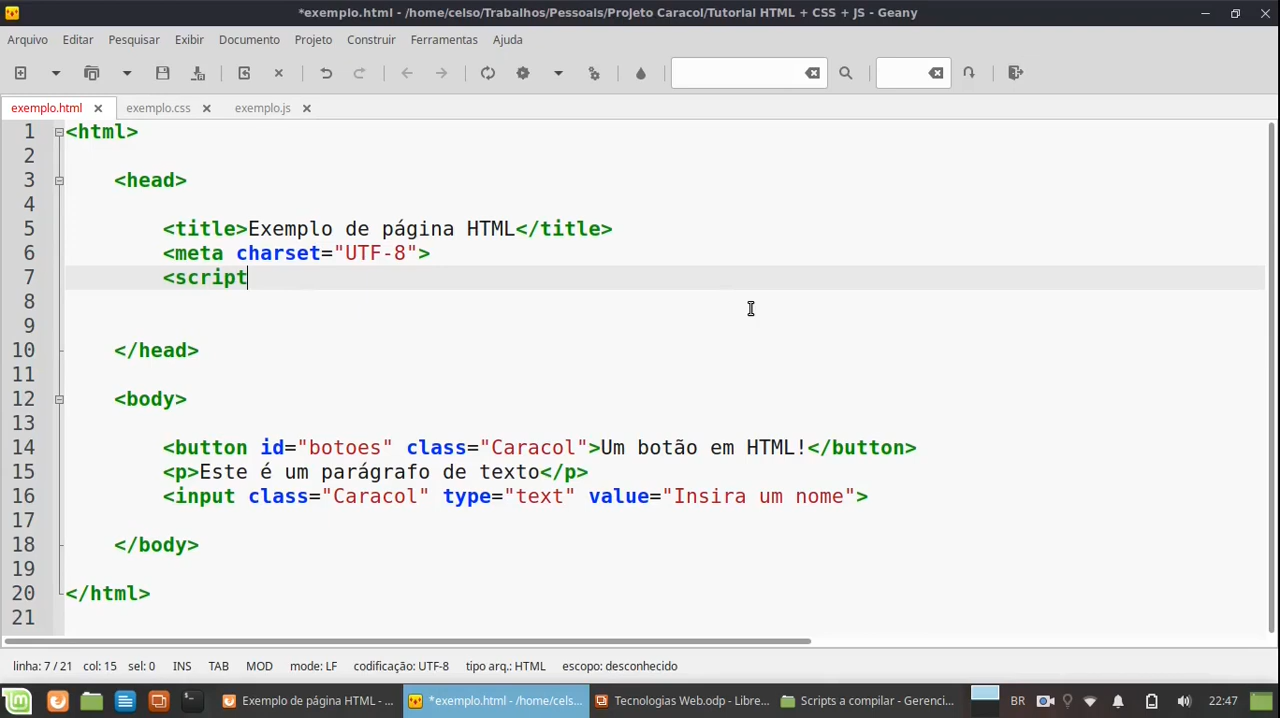 *exemplo.html - /home/celso/Trabalhos/Pessoais/Projeto Caracol/Tutorial HTML + CSS + JS - Geany
Arquivo Editar Pesquisar Exibir Documento Projeto Construir Ferramentas Ajuda
exemplo.html exemplo.css exemplo.js
1 <html>
2
3 <head>
4
5 <title>Exemplo de página HTML</title>
6 <meta charset="UTF-8">
7 <script
8
9
10 </head>
11
12 <body>
13
14 <button id="botoes" class="Caracol">Um botão em HTML!</button>
15 <p>Este é um parágrafo de texto</p>
16 <input class="Caracol" type="text" value="Insira um nome">
17
18 </body>
19
20 </html>
21
linha: 7 / 21 col: 15 sel: 0 INS TAB MOD mode: LF codificação: UTF-8 tipo arq.: HTML escopo: desconhecido
Exemplo de página HTML - ... *exemplo.html - /home/cels... Tecnologias Web.odp - Libre... Scripts a compilar - Gerenci... BR 22:47